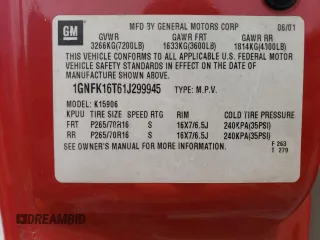 GM
MFD BY GENERAL MOTORS CORP 06/01
GVWR GAWR FRT GAWR RR
3266KG(7200LB) 1633KG(3600LB) 1814KG(4000LB)
THIS VEHICLE CONFORMS TO ALL APPLICABLE U.S. FEDERAL MOTOR
VEHICLE SAFETY AND THEFT PREVENTION STANDARDS IN EFFECT ON THE DATE
OF MANUFACTURE SHOWN ABOVE.
1GNFK16T61J299945 TYPE: M.P.V.
MODEL: K15906
KPUU TIRE SIZE SPEED RTG RIM COLD TIRE PRESSURE
FRT P265/70R16 S 16X7/6.5J 240KPA(35PSI)
RR P265/70R16 S 16X7/6.5J 240KPA(35PSI)
SEE OWNER'S MANUAL FOR MORE INFORMATION.
F 263
T 279
DREAMBID